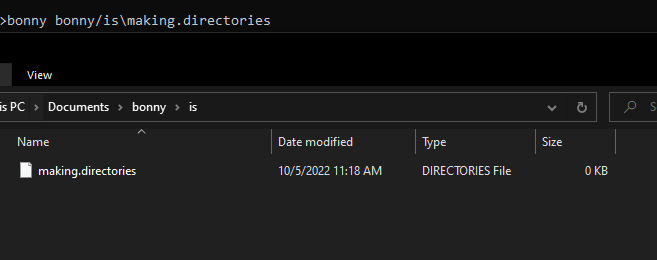 >bonny bonny/is\making.directories
View
is PC > Documents > bonny > is
Name Date modified Type Size
making.directories 10/5/2022 11:18 AM DIRECTORIES File 0 KB